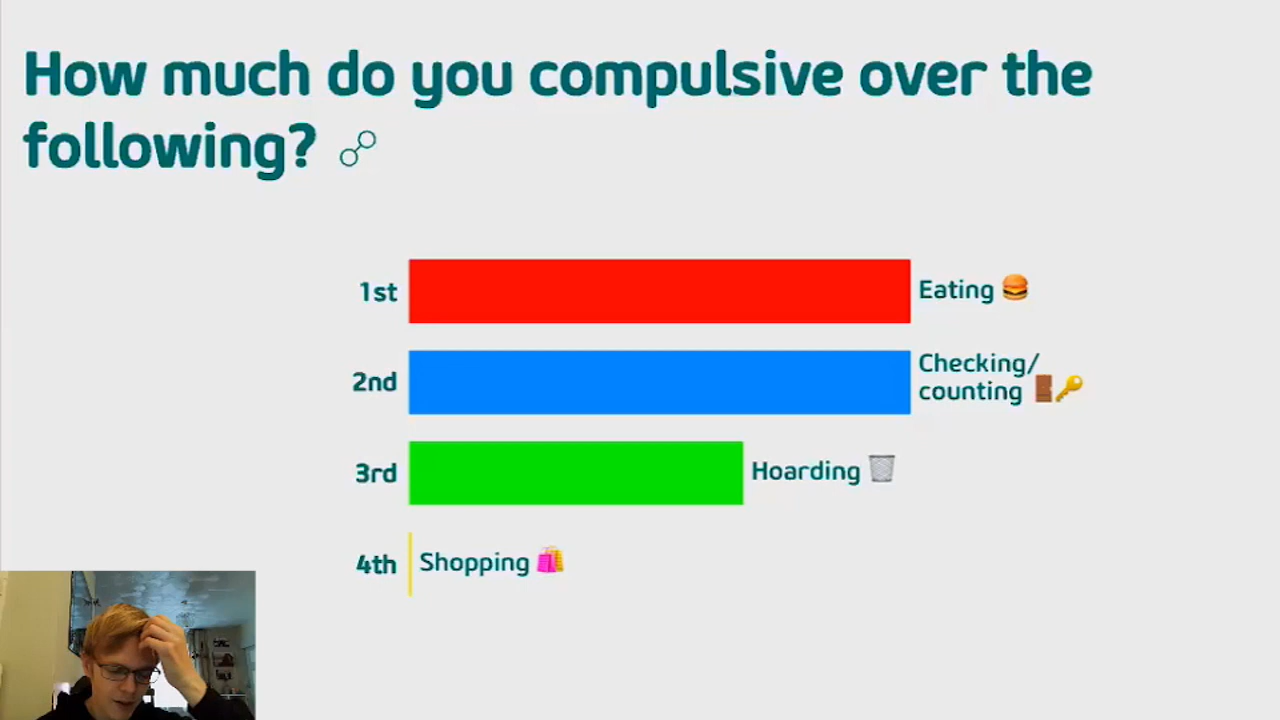 How much do you compulsive over the
following?
1st
Eating
2nd
Checking/
counting
3rd
Hoarding
4th
Shopping